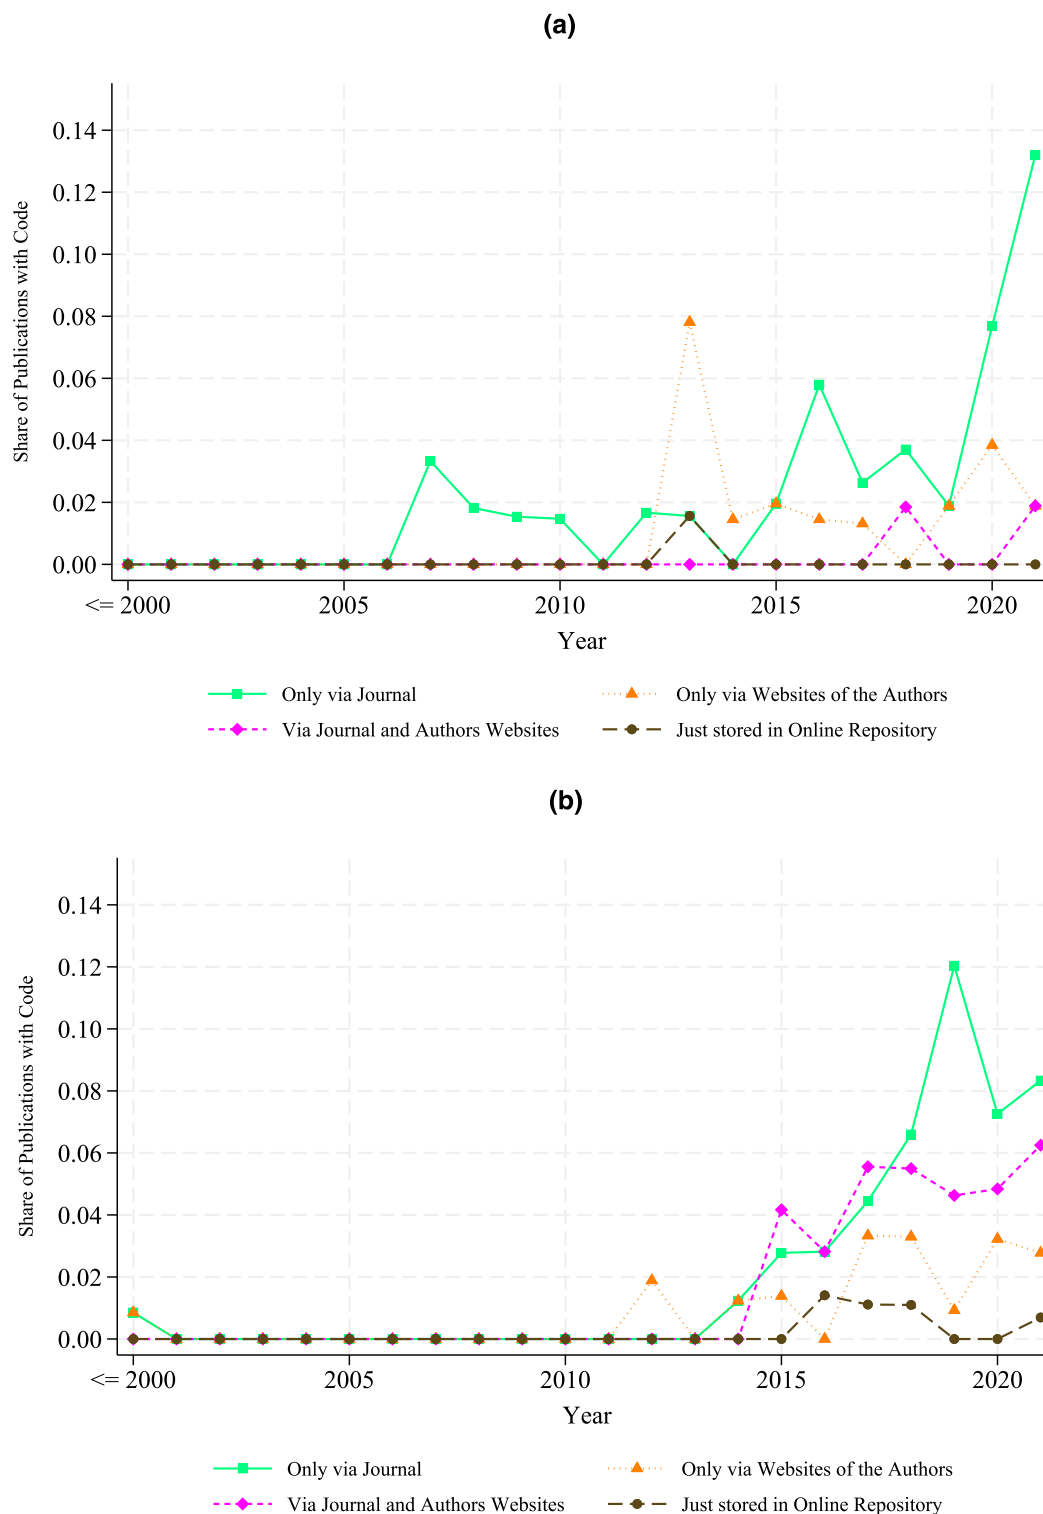 (a)
Share of Publications with Code
0.14
0.12
0.10
0.08
0.06
0.04
0.02
0.00
<= 2000 2005 2010 2015 2020
Year
Only via Journal Only via Websites of the Authors
Via Journal and Authors Websites Just stored in Online Repository
(b)
Share of Publications with Code
0.14
0.12
0.10
0.08
0.06
0.04
0.02
0.00
<= 2000 2005 2010 2015 2020
Year
Only via Journal Only via Websites of the Authors
Via Journal and Authors Websites Just stored in Online Repository